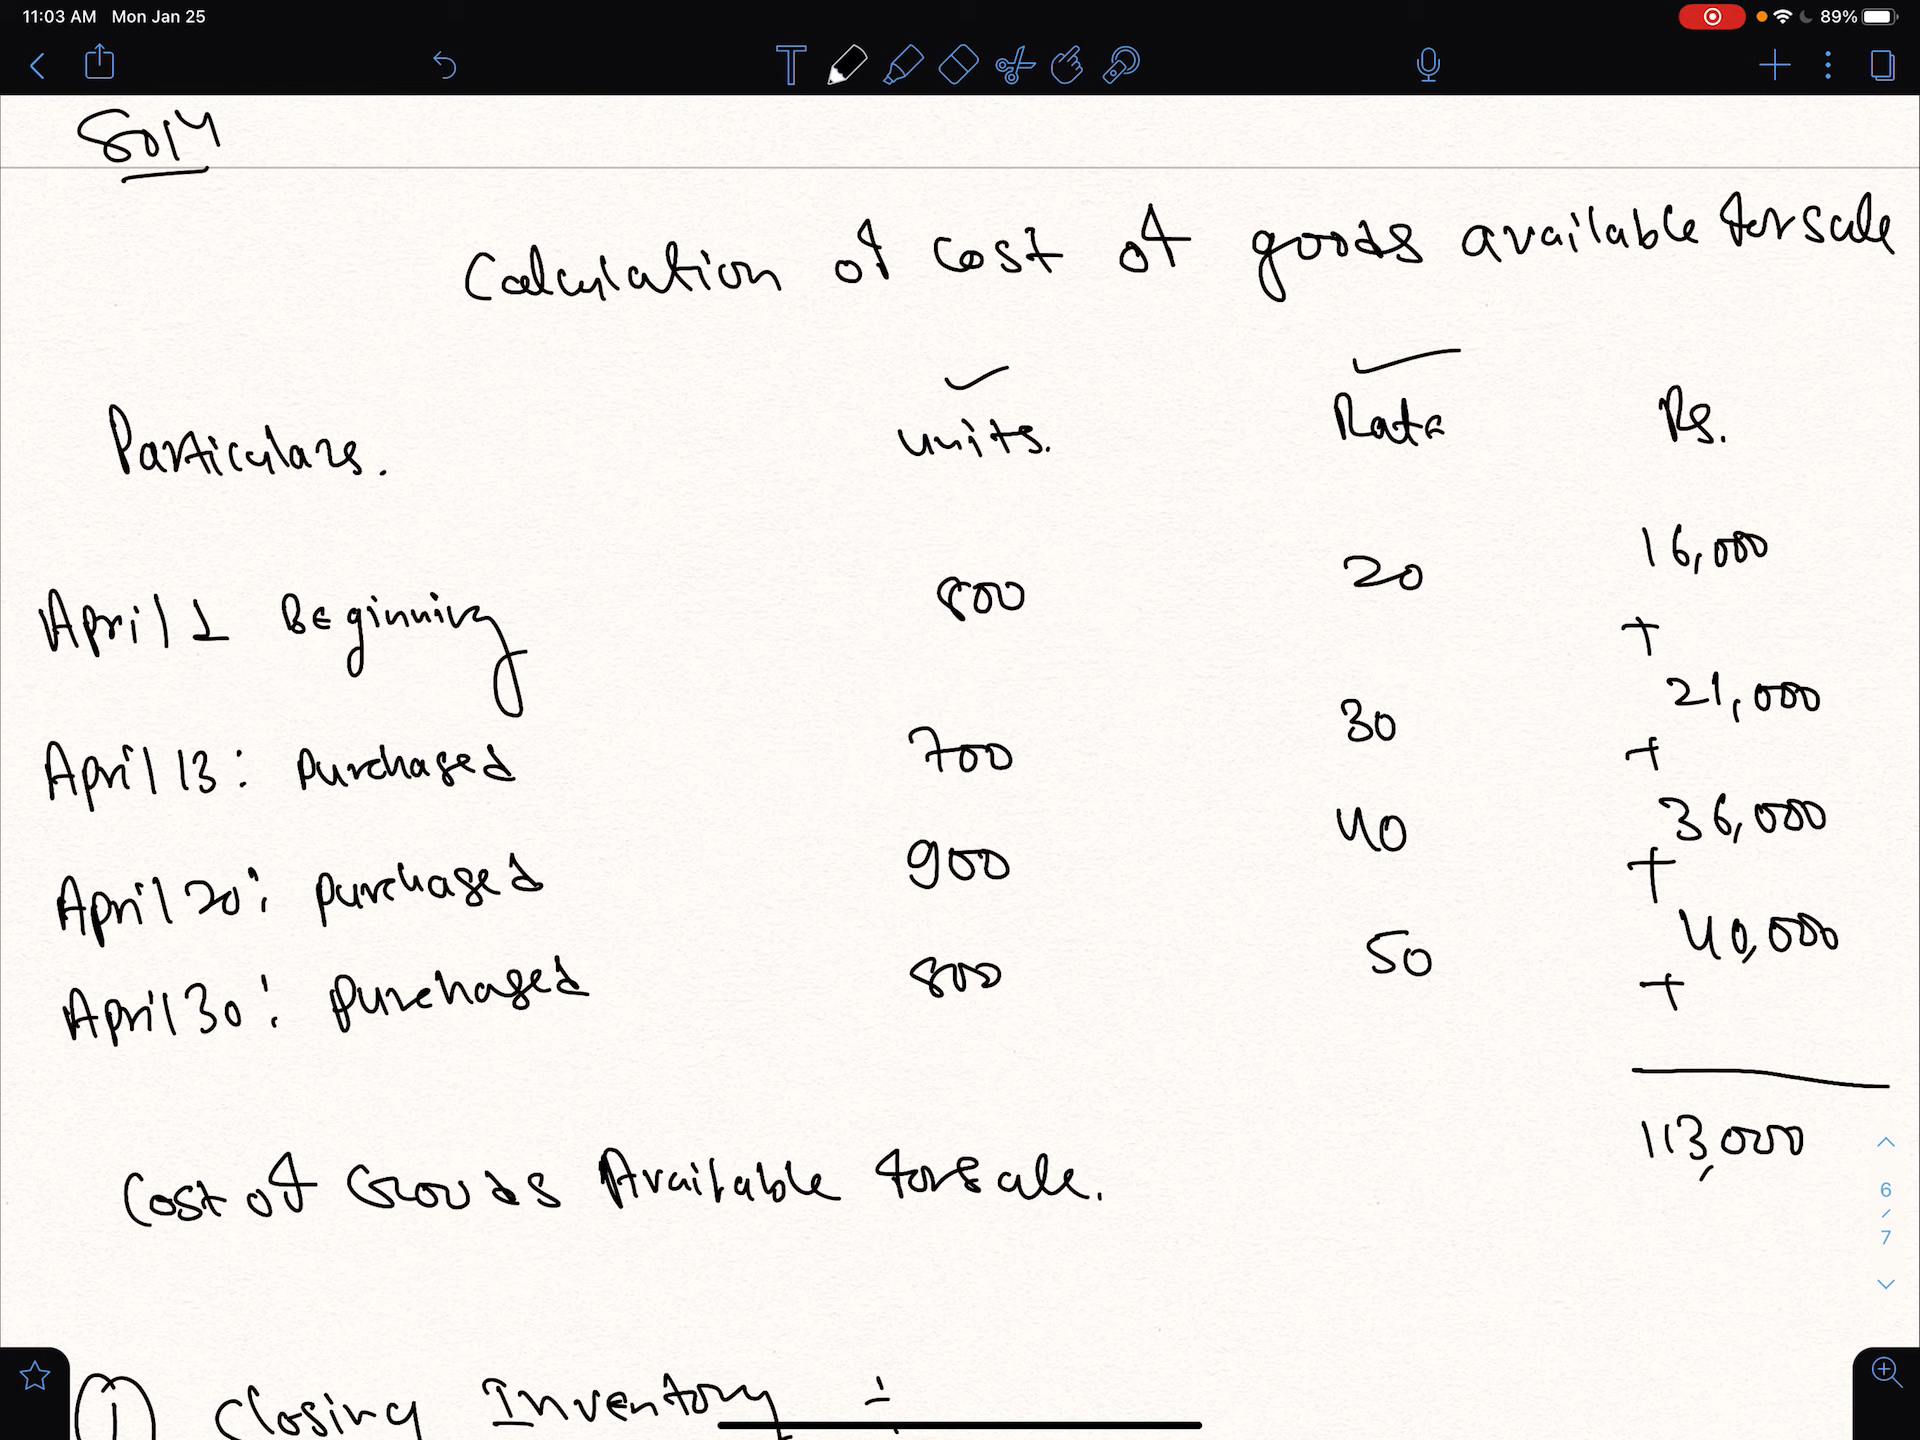 11:03 AM Mon Jan 25
89%
Soln
Calculation of cost of goods available for sale
Particulars. units. Rate Rs.
April 1 Beginning 800 20 16,000
+
April 13: purchased 700 30 21,000
+
April 20: purchased 900 40 36,000
+
April 30: purchased 800 50 40,000
+
Cost of Goods Available for sale. 113,000
6
/
7
1 Closing Inventory :